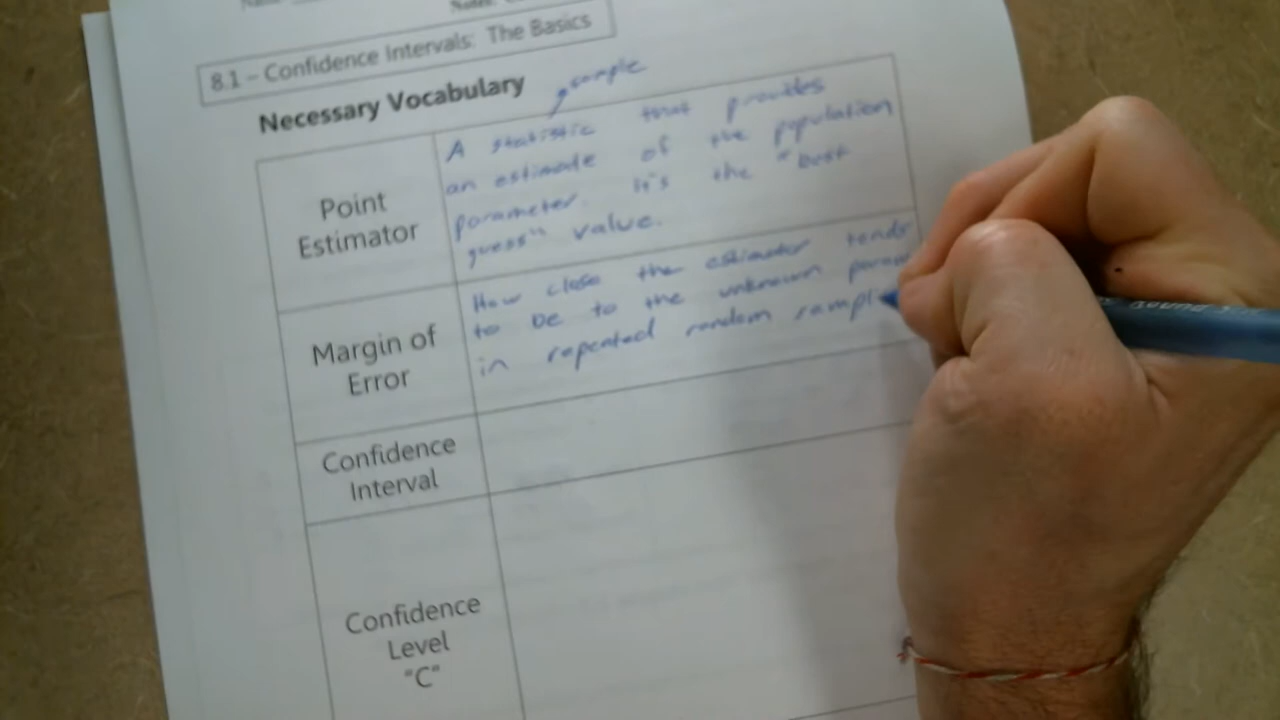 8.1 – Confidence Intervals: The Basics
Necessary Vocabulary
sample
Point
Estimator
A statistic that provides
an estimate of the population
parameter. It's the "best
guess" value.
Margin of
Error
How close the estimator tends
to be to the unknown param
in repeated random sampli
Confidence
Interval
Confidence
Level
"C"